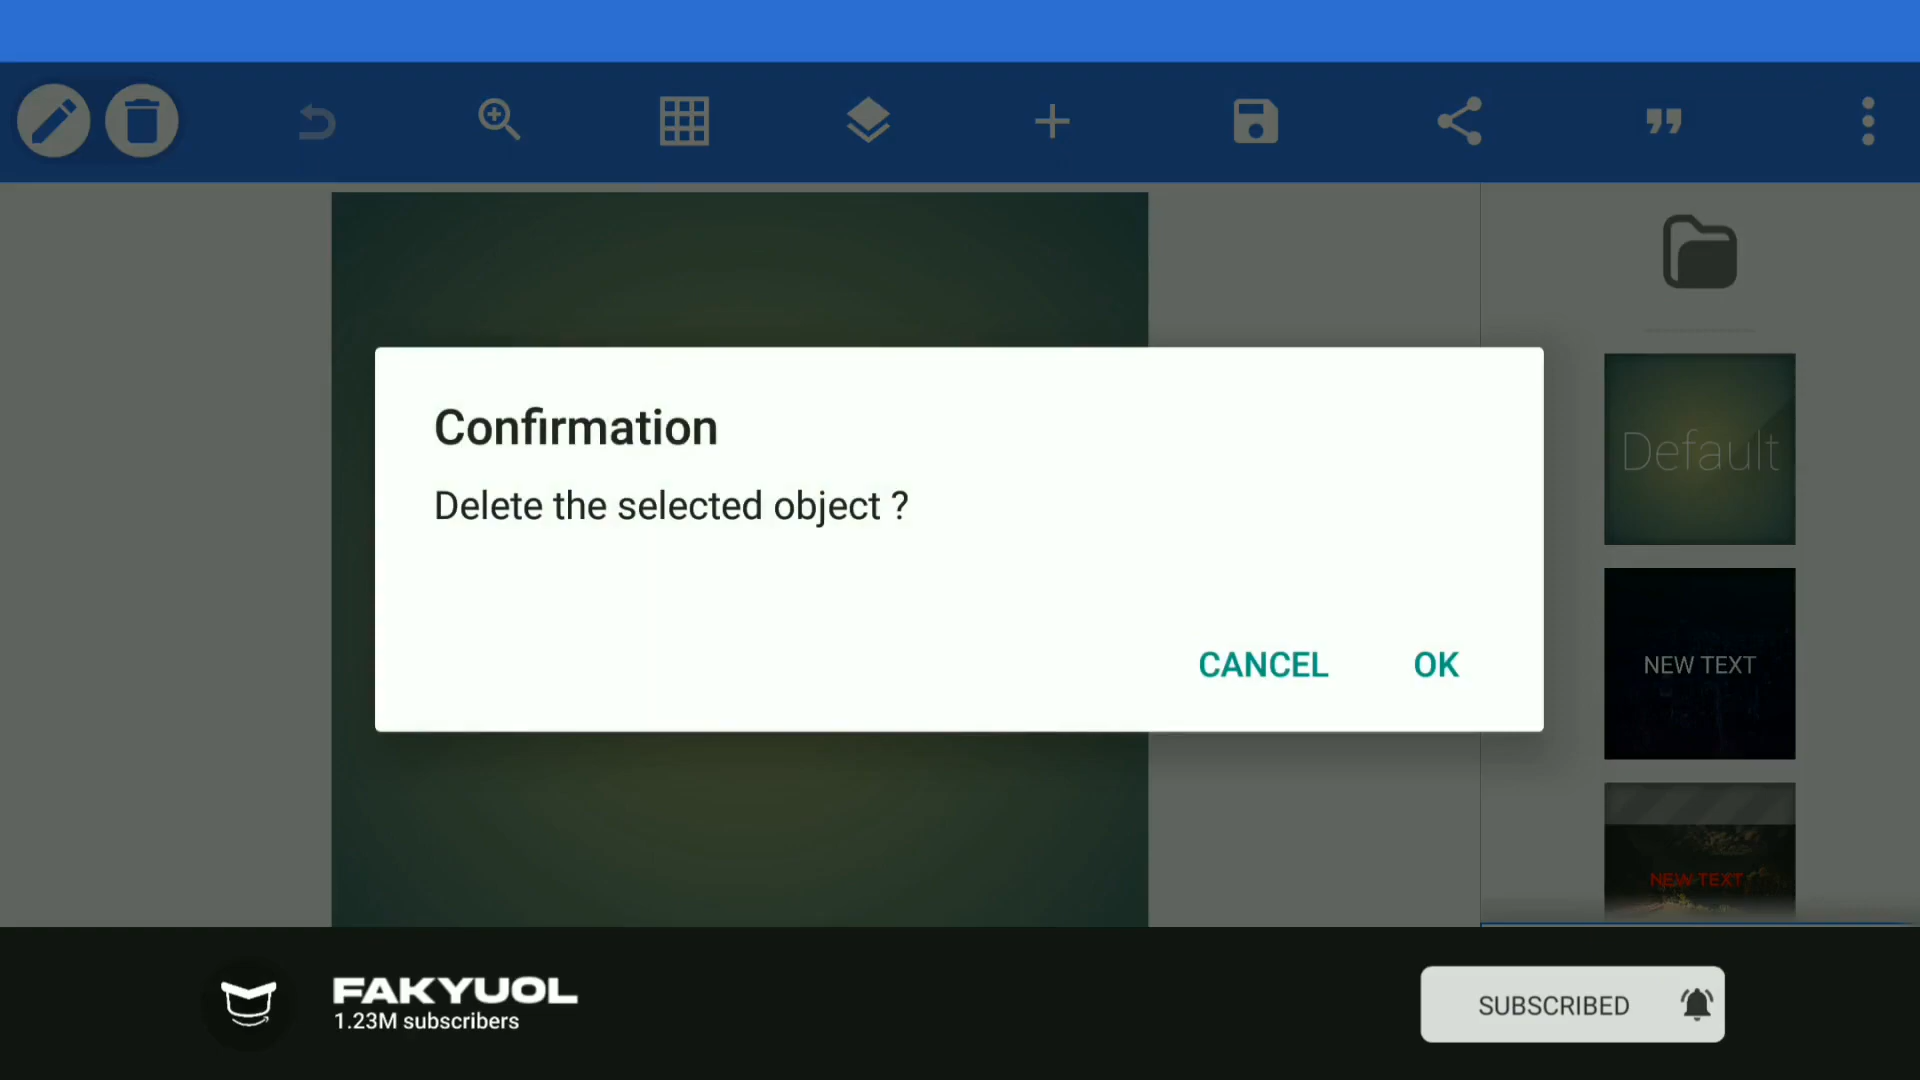 Confirmation
Delete the selected object ?
CANCEL OK
Default
NEW TEXT
NEW TEXT
FAKYUOL
1.23M subscribers
SUBSCRIBED